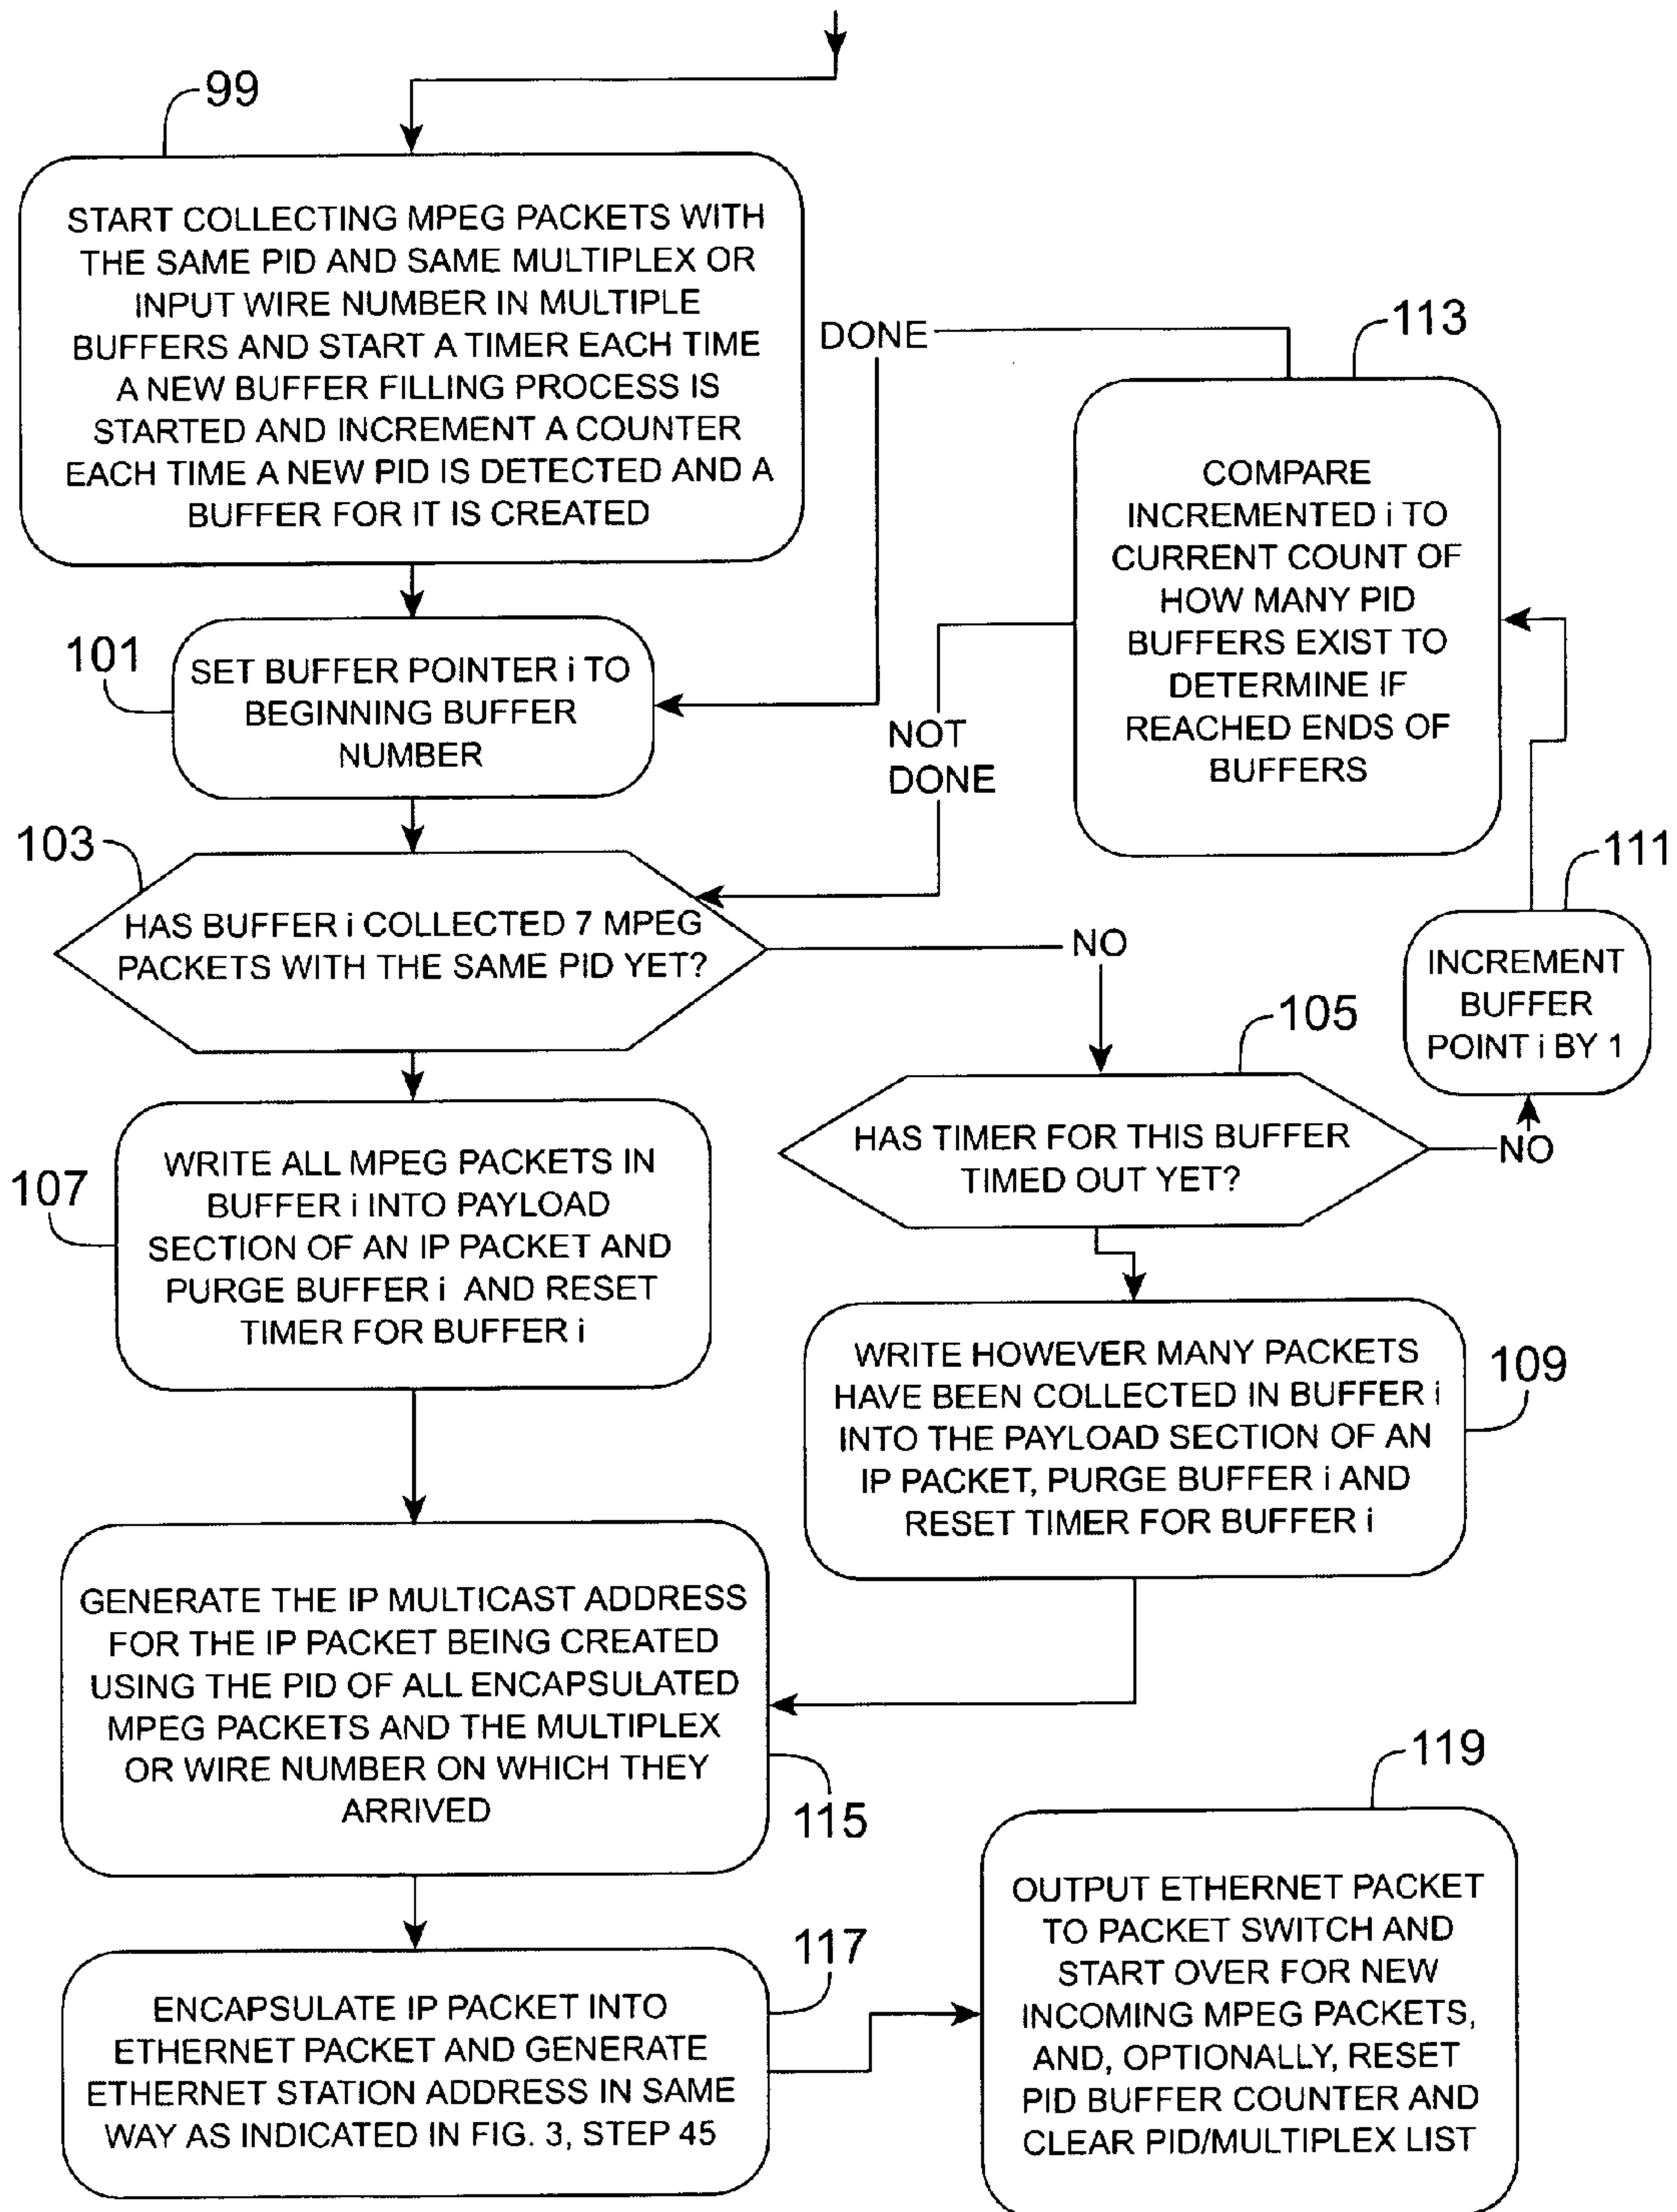 99
START COLLECTING MPEG PACKETS WITH
THE SAME PID AND SAME MULTIPLEX OR
INPUT WIRE NUMBER IN MULTIPLE
BUFFERS AND START A TIMER EACH TIME
A NEW BUFFER FILLING PROCESS IS
STARTED AND INCREMENT A COUNTER
EACH TIME A NEW PID IS DETECTED AND A
BUFFER FOR IT IS CREATED
DONE
113
COMPARE
INCREMENTED i TO
CURRENT COUNT OF
HOW MANY PID
BUFFERS EXIST TO
DETERMINE IF
REACHED ENDS OF
BUFFERS
101
SET BUFFER POINTER i TO
BEGINNING BUFFER
NUMBER
NOT
DONE
103
HAS BUFFER i COLLECTED 7 MPEG
PACKETS WITH THE SAME PID YET?
NO
111
INCREMENT
BUFFER
POINT i BY 1
105
HAS TIMER FOR THIS BUFFER
TIMED OUT YET?
NO
107
WRITE ALL MPEG PACKETS IN
BUFFER i INTO PAYLOAD
SECTION OF AN IP PACKET AND
PURGE BUFFER i AND RESET
TIMER FOR BUFFER i
109
WRITE HOWEVER MANY PACKETS
HAVE BEEN COLLECTED IN BUFFER i
INTO THE PAYLOAD SECTION OF AN
IP PACKET, PURGE BUFFER i AND
RESET TIMER FOR BUFFER i
GENERATE THE IP MULTICAST ADDRESS
FOR THE IP PACKET BEING CREATED
USING THE PID OF ALL ENCAPSULATED
MPEG PACKETS AND THE MULTIPLEX
OR WIRE NUMBER ON WHICH THEY
ARRIVED
115
117
ENCAPSULATE IP PACKET INTO
ETHERNET PACKET AND GENERATE
ETHERNET STATION ADDRESS IN SAME
WAY AS INDICATED IN FIG. 3, STEP 45
119
OUTPUT ETHERNET PACKET
TO PACKET SWITCH AND
START OVER FOR NEW
INCOMING MPEG PACKETS,
AND, OPTIONALLY, RESET
PID BUFFER COUNTER AND
CLEAR PID/MULTIPLEX LIST